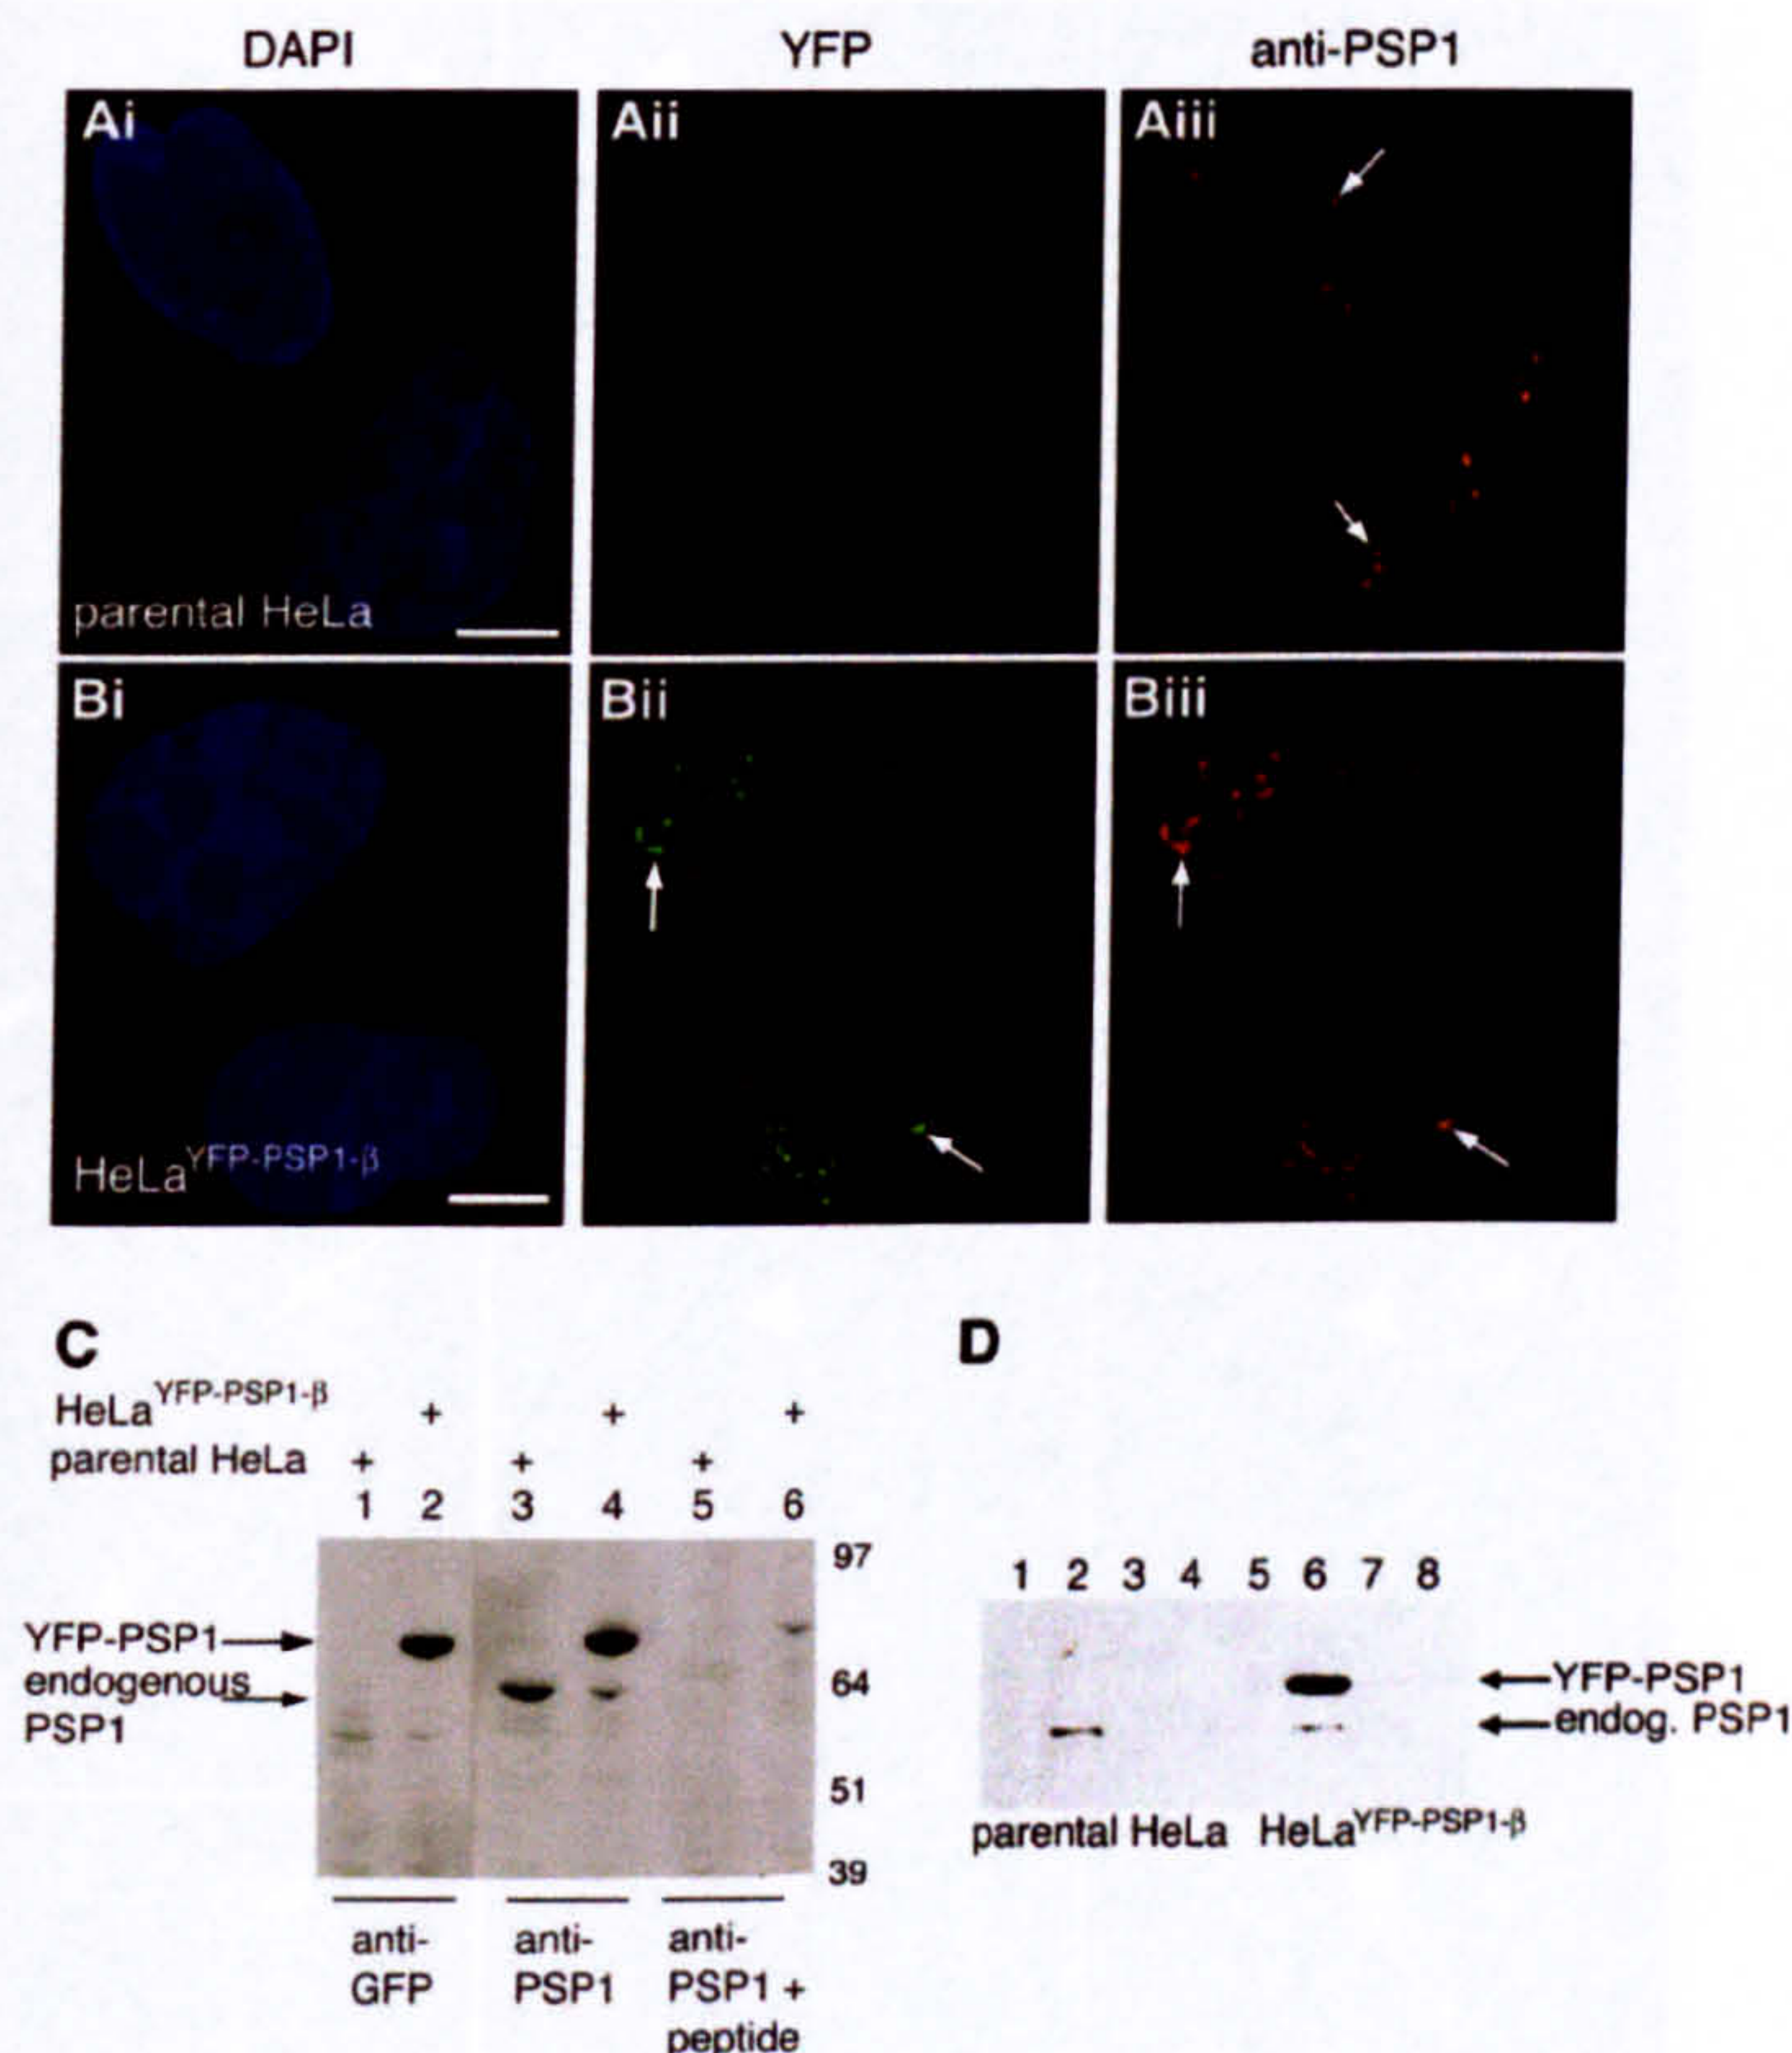 DAPI YFP anti-PSP1
Ai Aii Aiii
parental HeLa
Bi Bii Biii
HeLaYFP-PSP1-β
C
HeLaYFP-PSP1-β + + +
parental HeLa + + +
1 2 3 4 5 6
97
YFP-PSP1
endogenous
PSP1
64
51
39
anti-
GFP
anti-
PSP1
anti-
PSP1 +
peptide
D
1 2 3 4 5 6 7 8
YFP-PSP1
endog. PSP1
parental HeLa HeLaYFP-PSP1-β